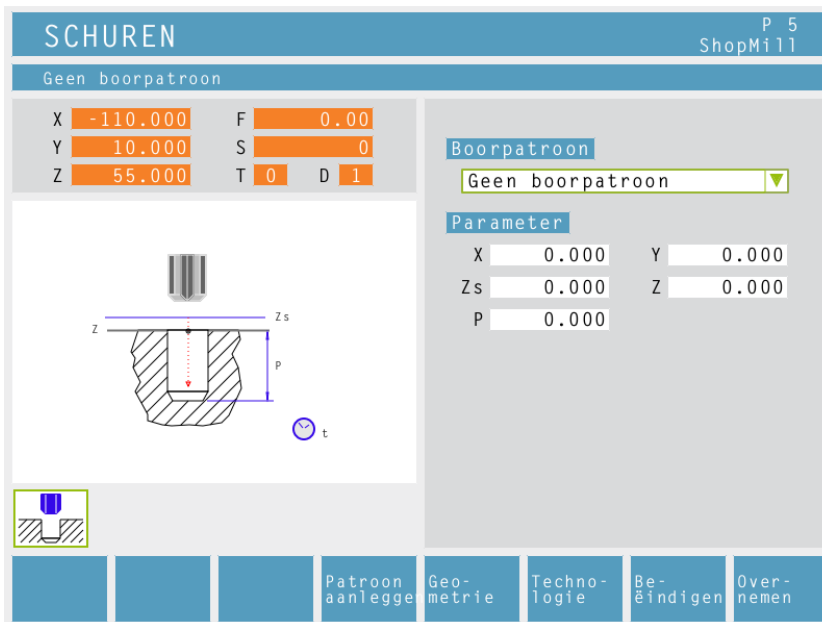 SCHUREN
P 5
ShopMill
Geen boorpatroon
X -110.000 F 0.00
Y 10.000 S 0
Z 55.000 T 0 D 1
Boorpatroon
Geen boorpatroon
Parameter
X 0.000 Y 0.000
Zs 0.000 Z 0.000
P 0.000
Zs
Z
P
t
Patroon
aanleggen
Geo-
metrie
Techno-
logie
Be-
ëindigen
Over-
nemen